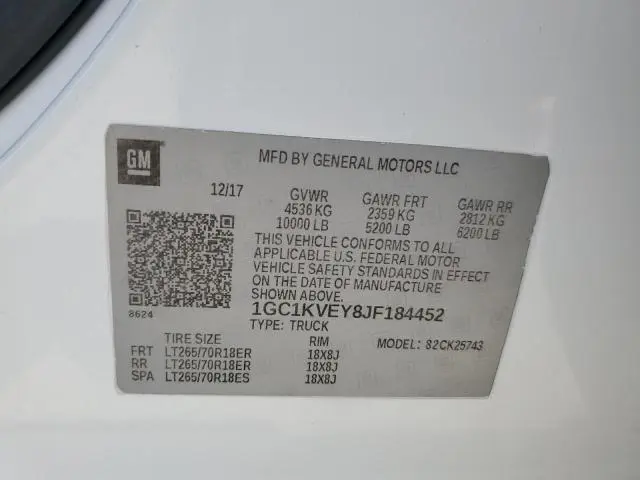 GM
MFD BY GENERAL MOTORS LLC
12/17 GVWR GAWR FRT GAWR RR
4536 KG 2359 KG 2812 KG
10000 LB 5200 LB 6200 LB
THIS VEHICLE CONFORMS TO ALL
APPLICABLE U.S. FEDERAL MOTOR
VEHICLE SAFETY STANDARDS IN EFFECT
ON THE DATE OF MANUFACTURE
SHOWN ABOVE.
8624
1GC1KVEY8JF184452
TYPE: TRUCK
TIRE SIZE RIM MODEL: 82CK25743
FRT LT265/70R18ER 18X8J
RR LT265/70R18ER 18X8J
SPA LT265/70R18ES 18X8J